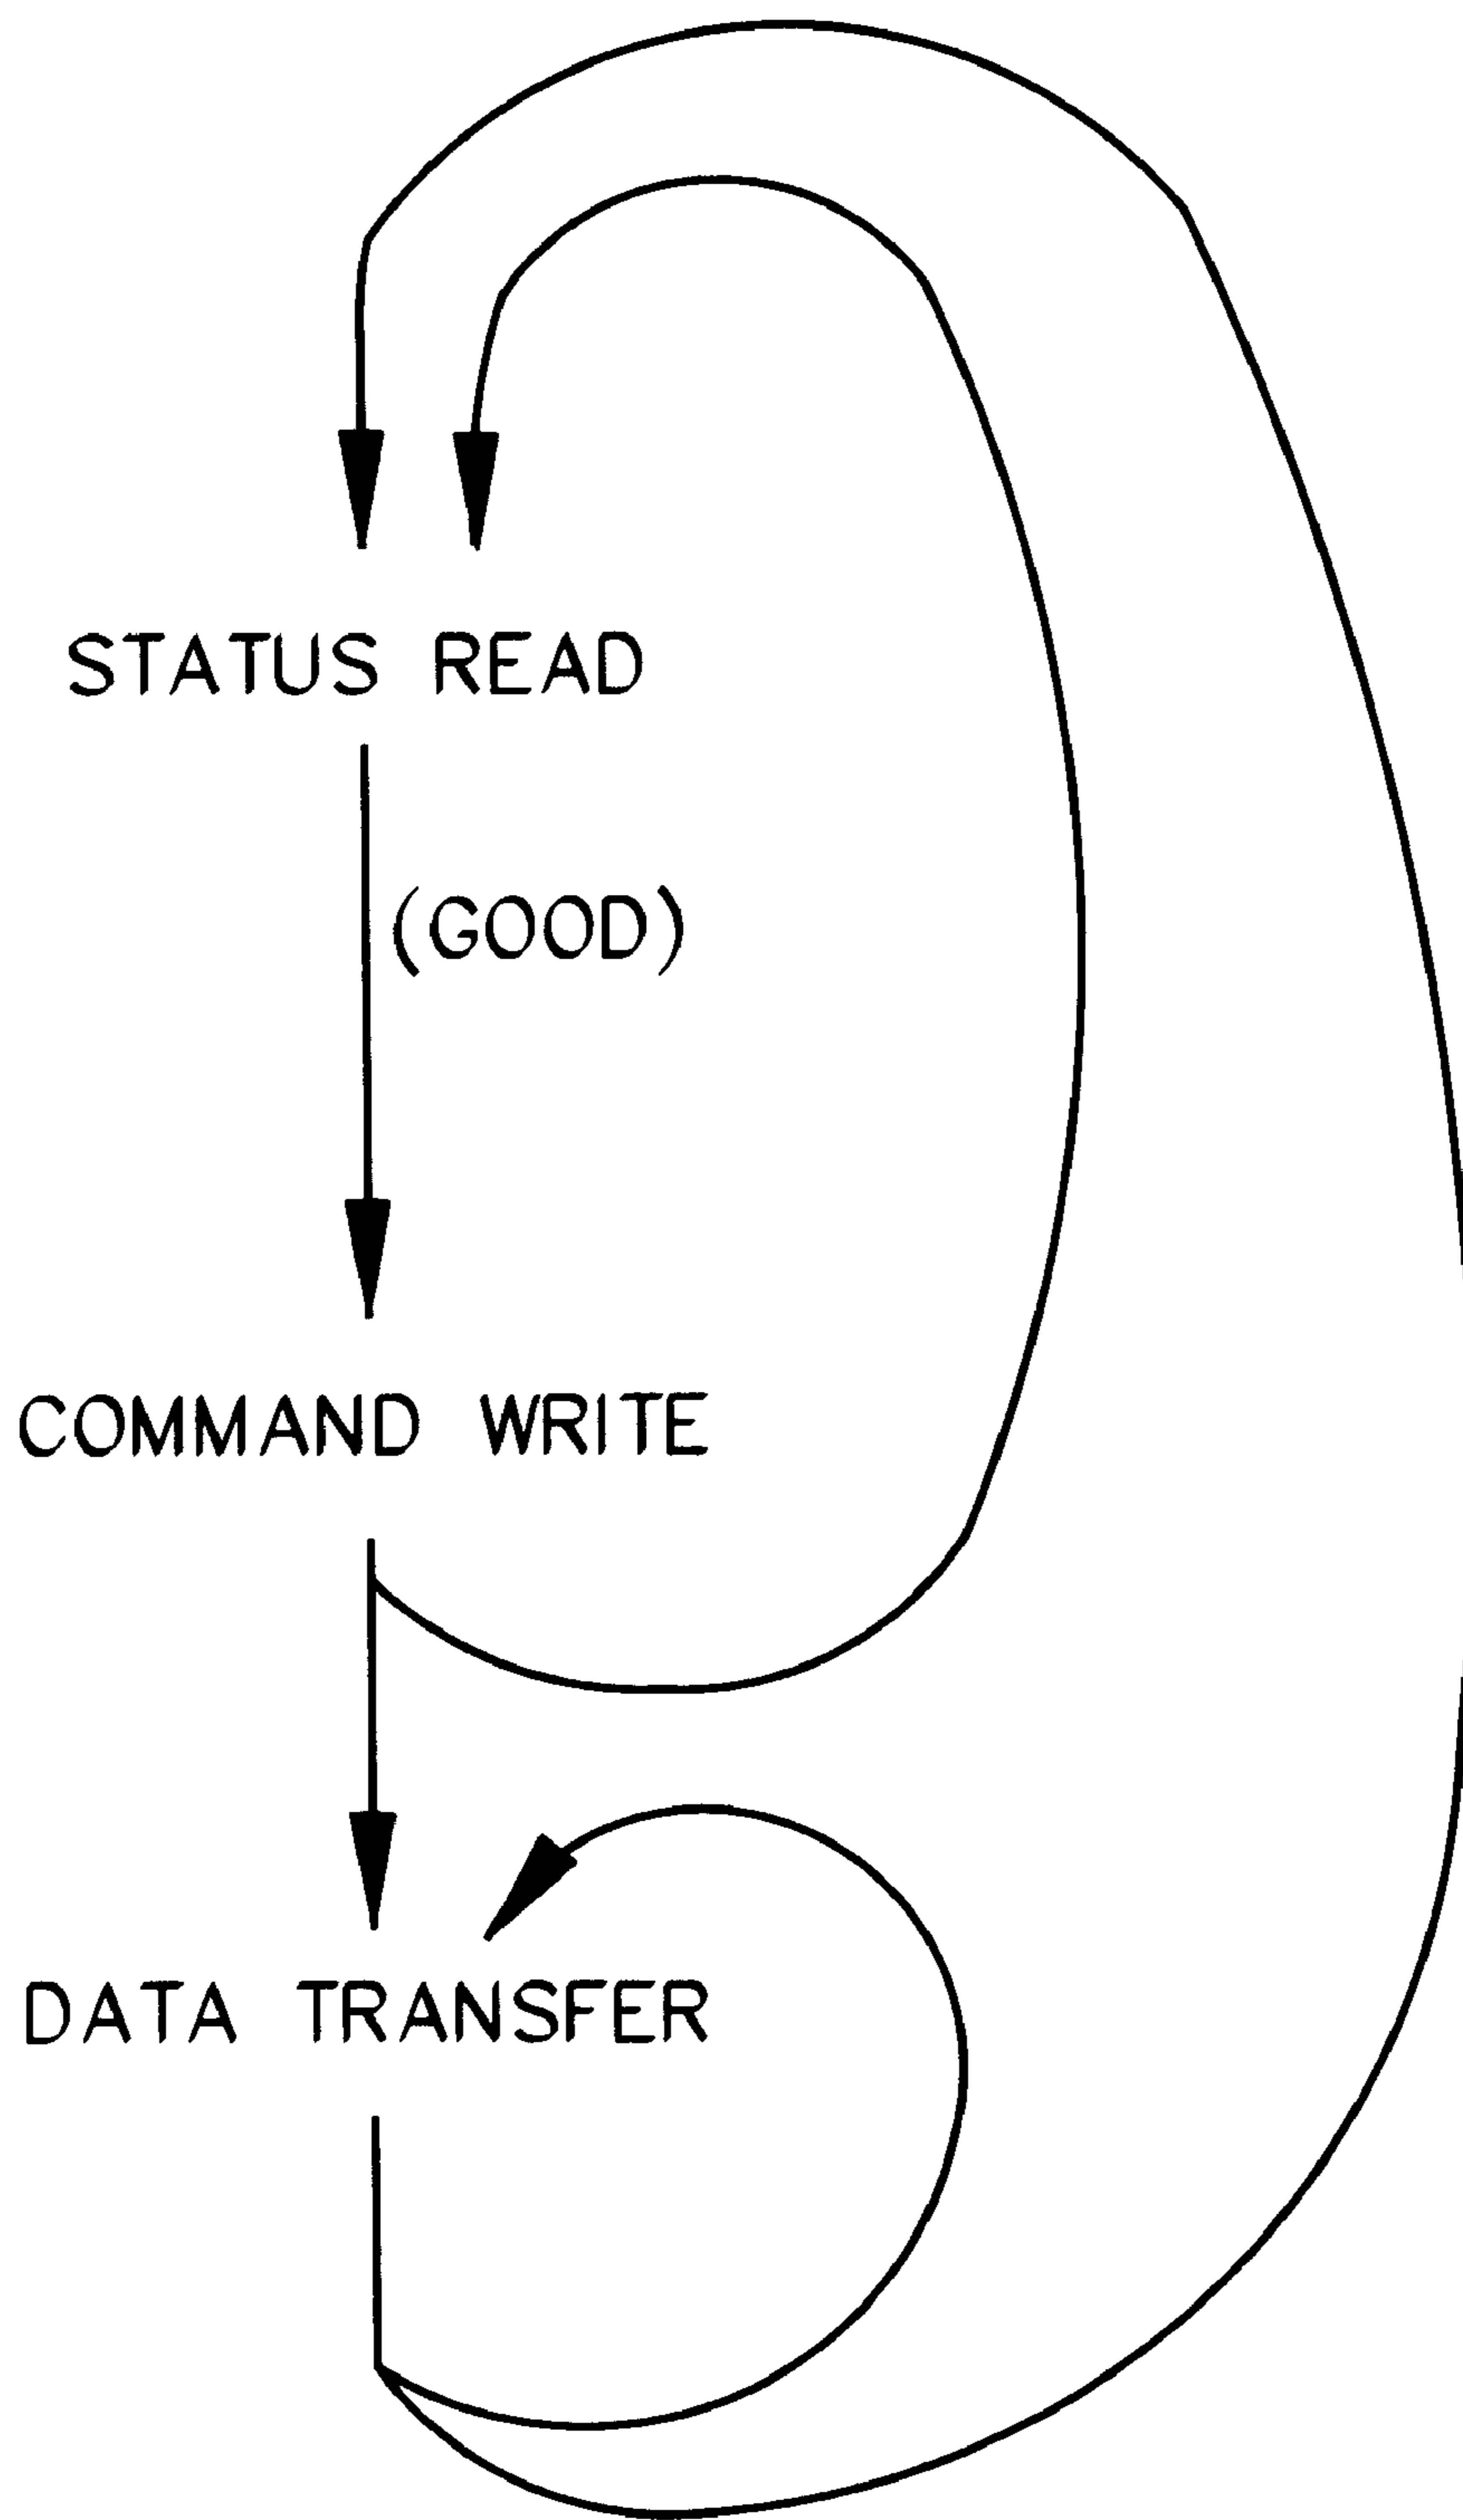 STATUS READ
(GOOD)
COMMAND WRITE
DATA TRANSFER